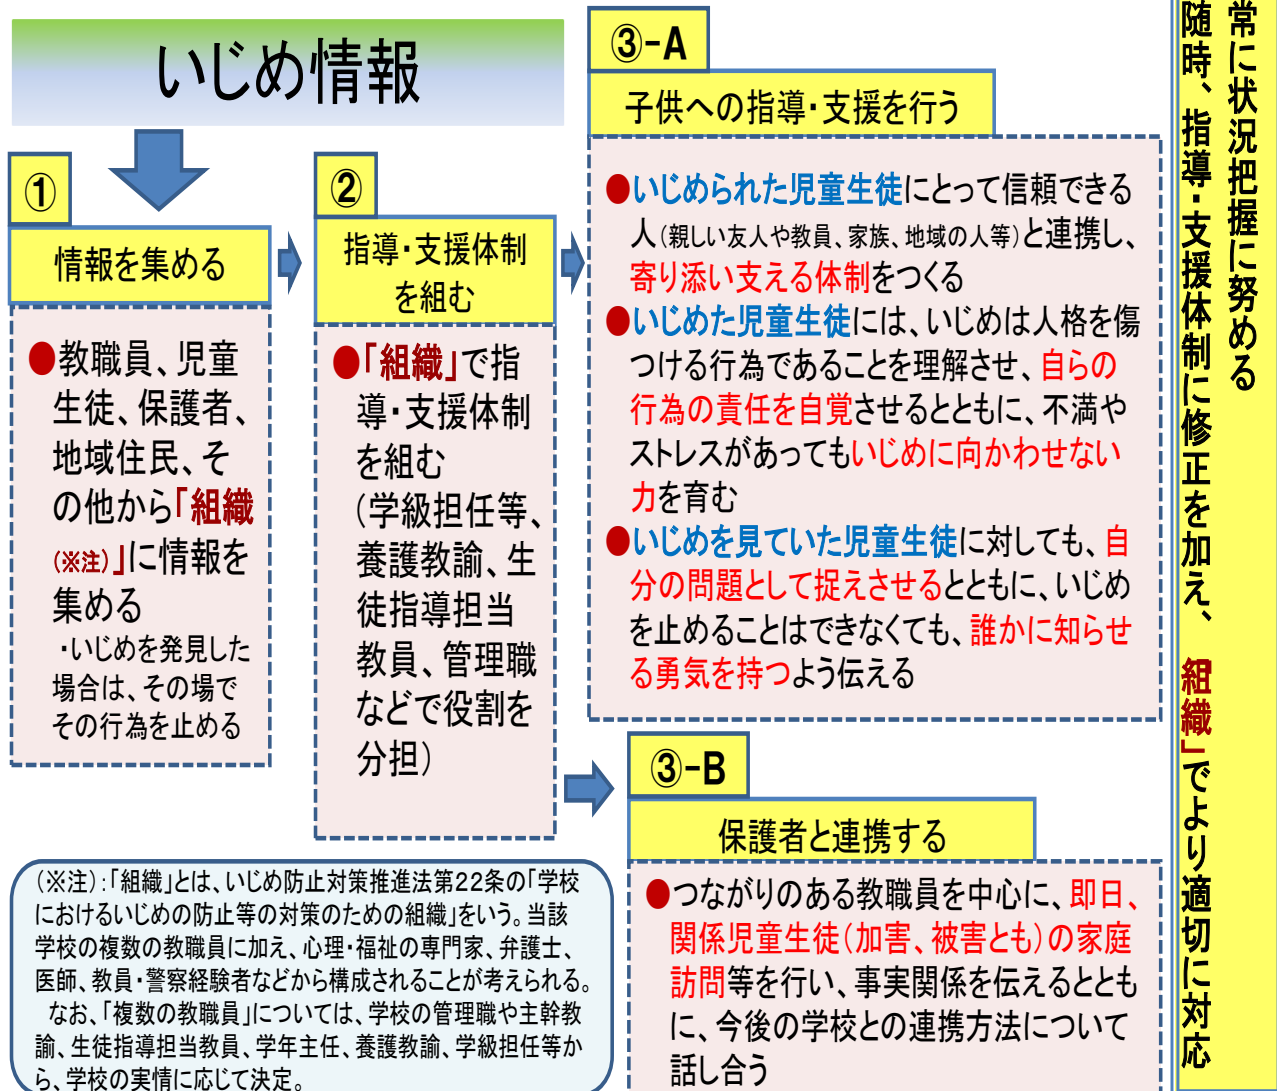 いじめ情報
①
情報を集める
●教職員、児童
生徒、保護者、
地域住民、そ
の他から「組織
(※注)」に情報を
集める
・いじめを発見した
場合は、その場で
その行為を止める
②
指導・支援体制
を組む
●「組織」で指
導・支援体制
を組む
(学級担任等、
養護教諭、生
徒指導担当
教員、管理職
などで役割を
分担)
③-A
子供への指導・支援を行う
●いじめられた児童生徒にとって信頼できる
人(親しい友人や教員、家族、地域の人等)と連携し、
寄り添い支える体制をつくる
●いじめた児童生徒には、いじめは人格を傷
つける行為であることを理解させ、自らの
行為の責任を自覚させるとともに、不満や
ストレスがあってもいじめに向かわせない
力を育む
●いじめを見ていた児童生徒に対しても、自
分の問題として捉えさせるとともに、いじめ
を止めることはできなくても、誰かに知らせ
る勇気を持つよう伝える
③-B
保護者と連携する
●つながりのある教職員を中心に、即日、
関係児童生徒(加害、被害とも)の家庭
訪問等を行い、事実関係を伝えるととも
に、今後の学校との連携方法について
話し合う
(※注):「組織」とは、いじめ防止対策推進法第22条の「学校
におけるいじめの防止等の対策のための組織」をいう。当該
学校の複数の教職員に加え、心理・福祉の専門家、弁護士、
医師、教員・警察経験者などから構成されることが考えられる。
なお、「複数の教職員」については、学校の管理職や主幹教
諭、生徒指導担当教員、学年主任、養護教諭、学級担任等か
ら、学校の実情に応じて決定。
常に状況把握に努める
随時、指導・支援体制に修正を加え、 組織」でより適切に対応